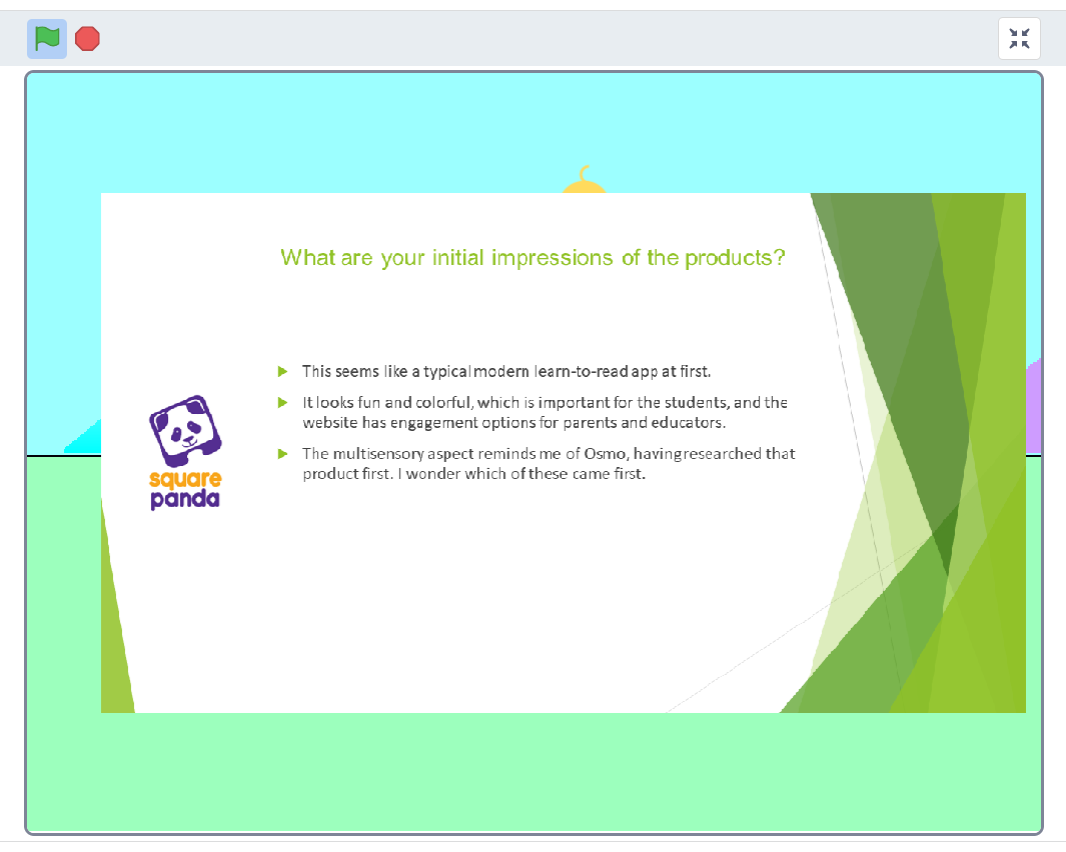 What are your initial impressions of the products?
This seems like a typical modern learn-to-read app at first.
It looks fun and colorful, which is important for the students, and the
website has engagement options for parents and educators.
The multisensory aspect reminds me of Osmo, having researched that
product first. I wonder which of these came first.
square
panda